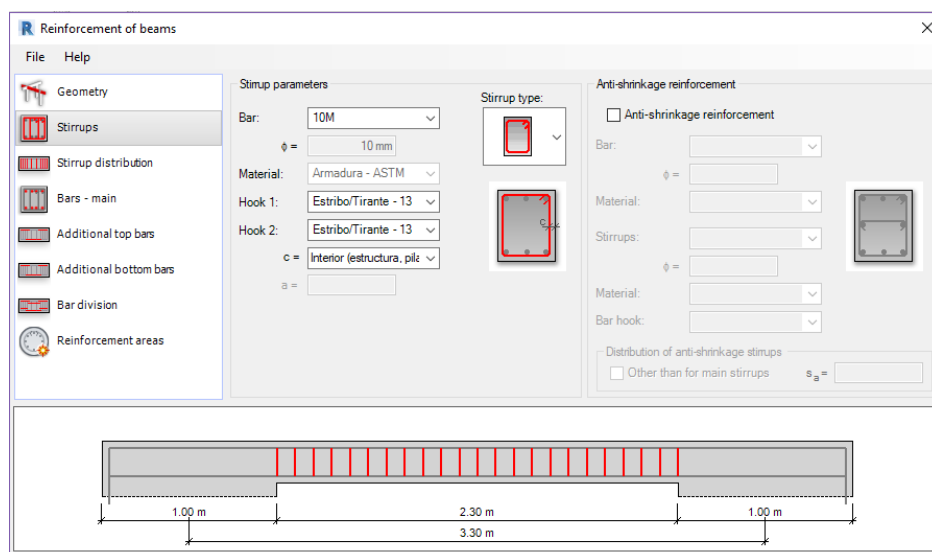 R Reinforcement of beams
File Help
Geometry
Stirrups
Stirrup distribution
Bars - main
Additional top bars
Additional bottom bars
Bar division
Reinforcement areas
Stirrup parameters
Bar: 10M
ϕ = 10 mm
Material: Armadura - ASTM
Hook 1: Estribo/Tirante - 13
Hook 2: Estribo/Tirante - 13
c = Interior (estructura, pila
a =
Stirrup type:
c
Anti-shrinkage reinforcement
Anti-shrinkage reinforcement
Bar:
ϕ =
Material:
Stirrups:
ϕ =
Material:
Bar hook:
Distribution of anti-shrinkage stirrups
Other than for main stirrups sa =
1.00 m 2.30 m 1.00 m
3.30 m